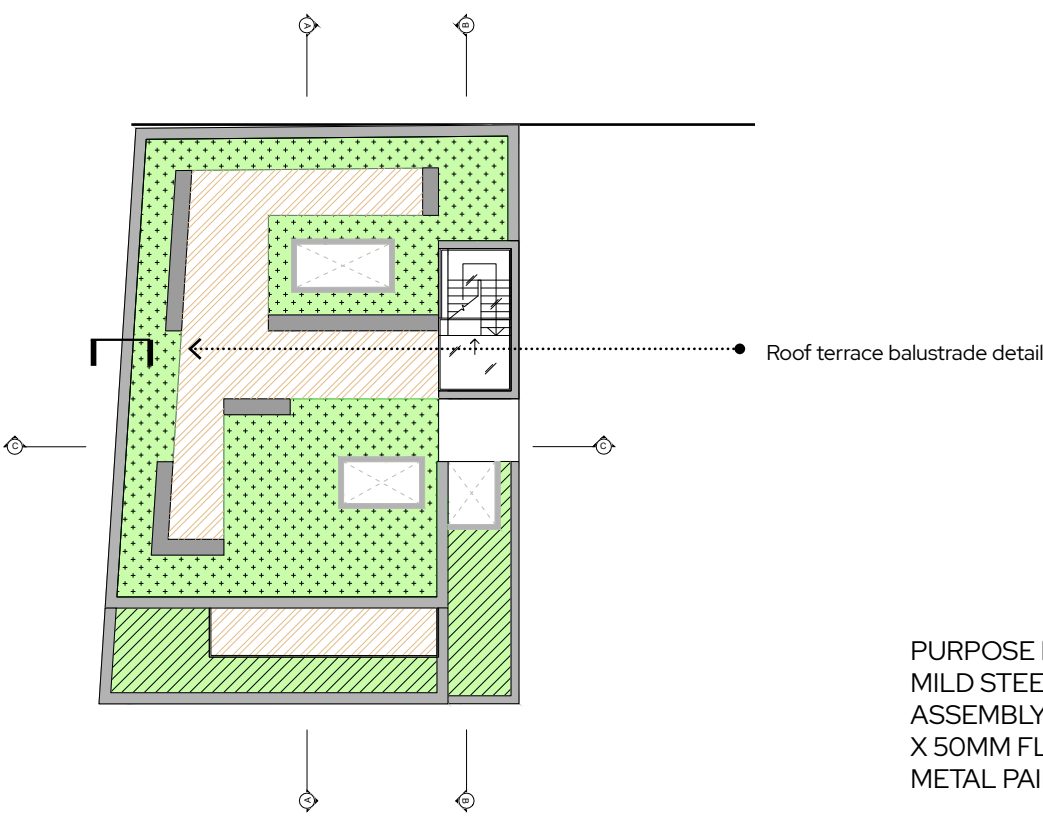 A
B
Roof terrace balustrade detail
C
C
PURPOSE
MILD STEE
ASSEMBLY
X 50MM FL
METAL PAI
A
B